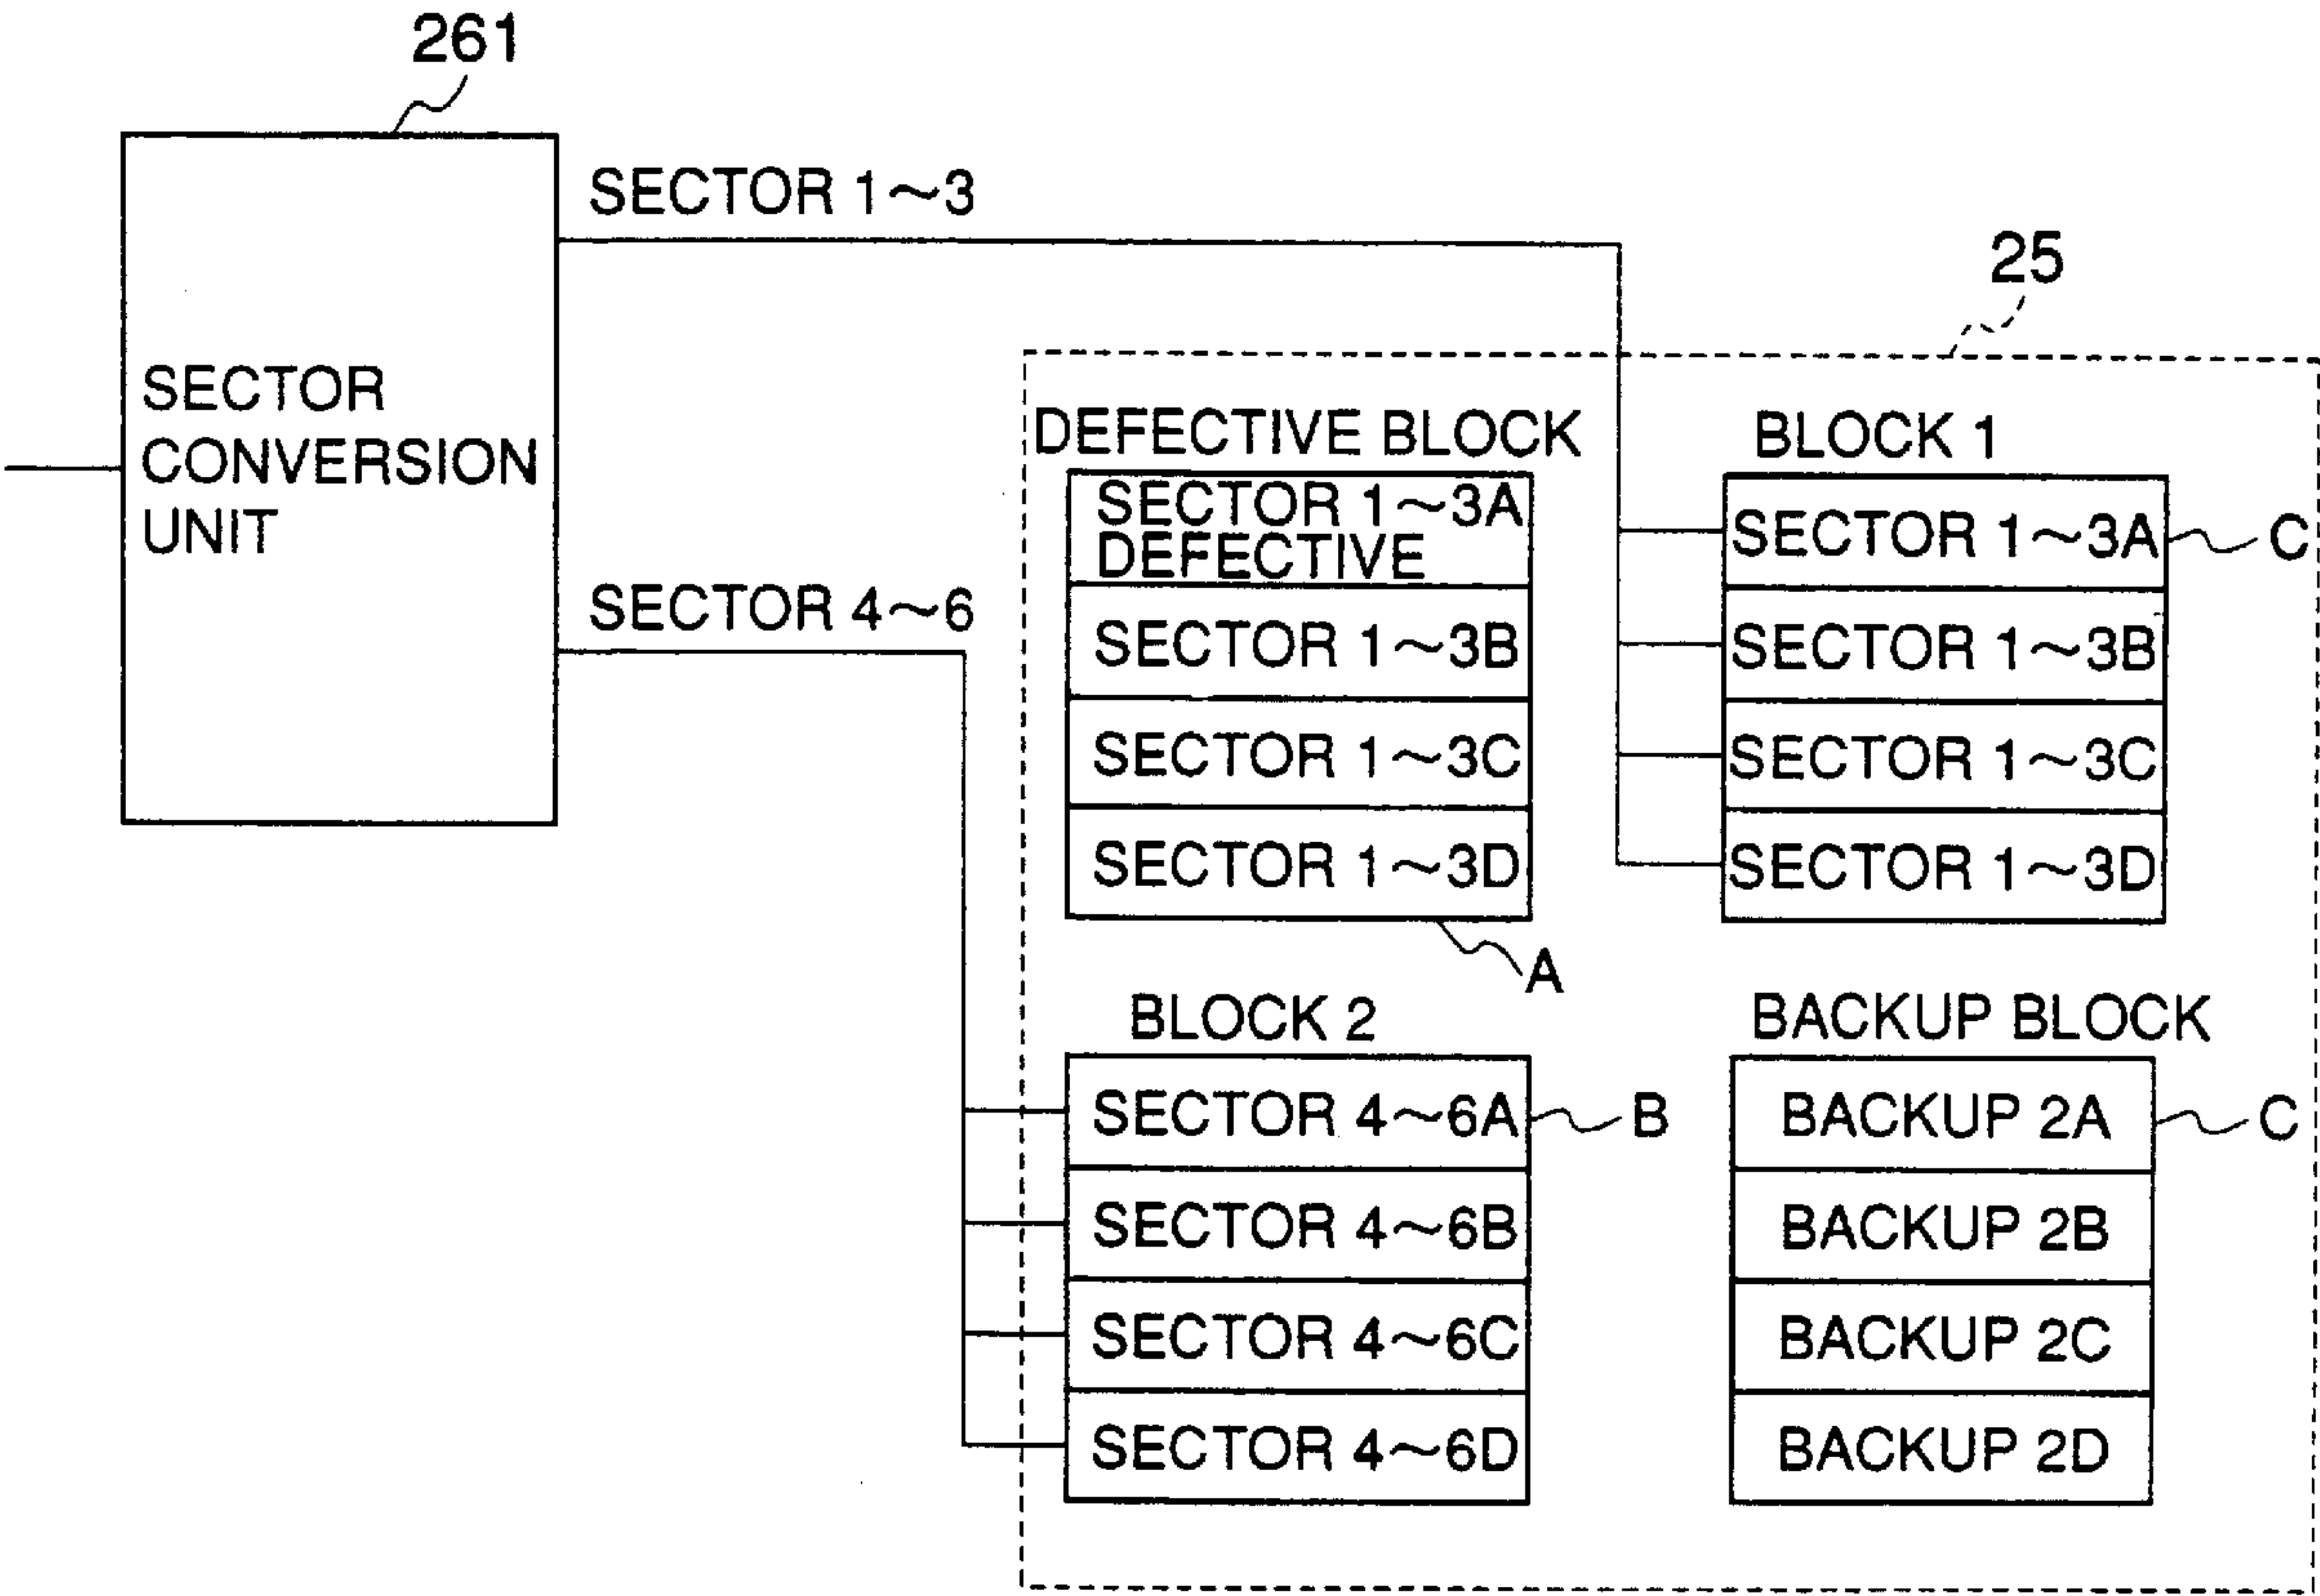 261
SECTOR
CONVERSION
UNIT
SECTOR 1~3
SECTOR 4~6
25
DEFECTIVE BLOCK
SECTOR 1~3A
DEFECTIVE
SECTOR 1~3B
SECTOR 1~3C
SECTOR 1~3D
A
BLOCK 1
SECTOR 1~3A
C
SECTOR 1~3B
SECTOR 1~3C
SECTOR 1~3D
BLOCK 2
SECTOR 4~6A
B
SECTOR 4~6B
SECTOR 4~6C
SECTOR 4~6D
BACKUP BLOCK
BACKUP 2A
C
BACKUP 2B
BACKUP 2C
BACKUP 2D